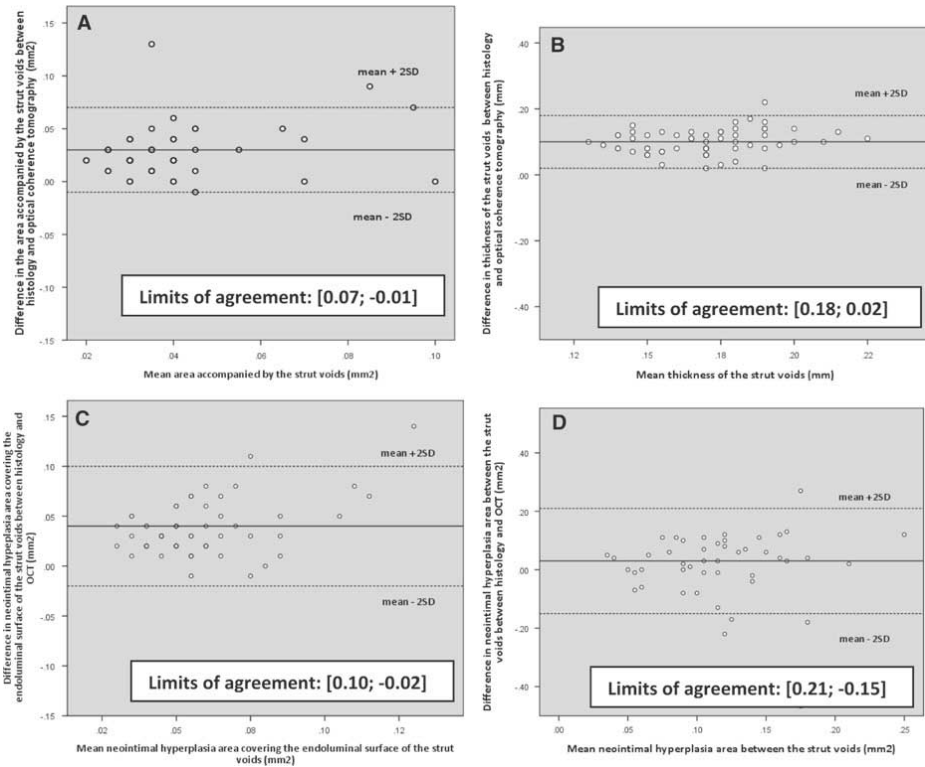 A
Difference in the area accompanied by the strut voids between
histology and optical coherence tomography (mm2)
.15
.10
.05
.00
-.05
-.10
-.15
mean + 2SD
mean - 2SD
Limits of agreement: [0.07; -0.01]
.02
.04
.06
.08
.10
Mean area accompanied by the strut voids (mm2)
B
Difference in thickness of the strut voids between histology
and optical coherence tomography (mm)
.40
.20
.00
-.20
-.40
mean +2SD
mean - 2SD
Limits of agreement: [0.18; 0.02]
.12
.15
.18
.20
.22
Mean thickness of the strut voids (mm)
C
Difference in neointimal hyperplasia area covering the
endoluminal surface of the strut voids between histology and
OCT (mm2)
.15
.10
.05
.00
-.05
-.10
-.15
mean +2SD
mean - 2SD
Limits of agreement: [0.10; -0.02]
.02
.05
.08
.10
.12
Mean neointimal hyperplasia area covering the endoluminal surface of the strut
voids (mm2)
D
Difference in neointimal hypeplasia area between the strut
voids between histology and OCT (mm2)
.40
.20
.00
-.20
-.40
mean +2SD
mean - 2SD
Limits of agreement: [0.21; -0.15]
.00
.05
.10
.15
.20
.25
Mean neointimal hyperplasia area between the strut voids (mm2)